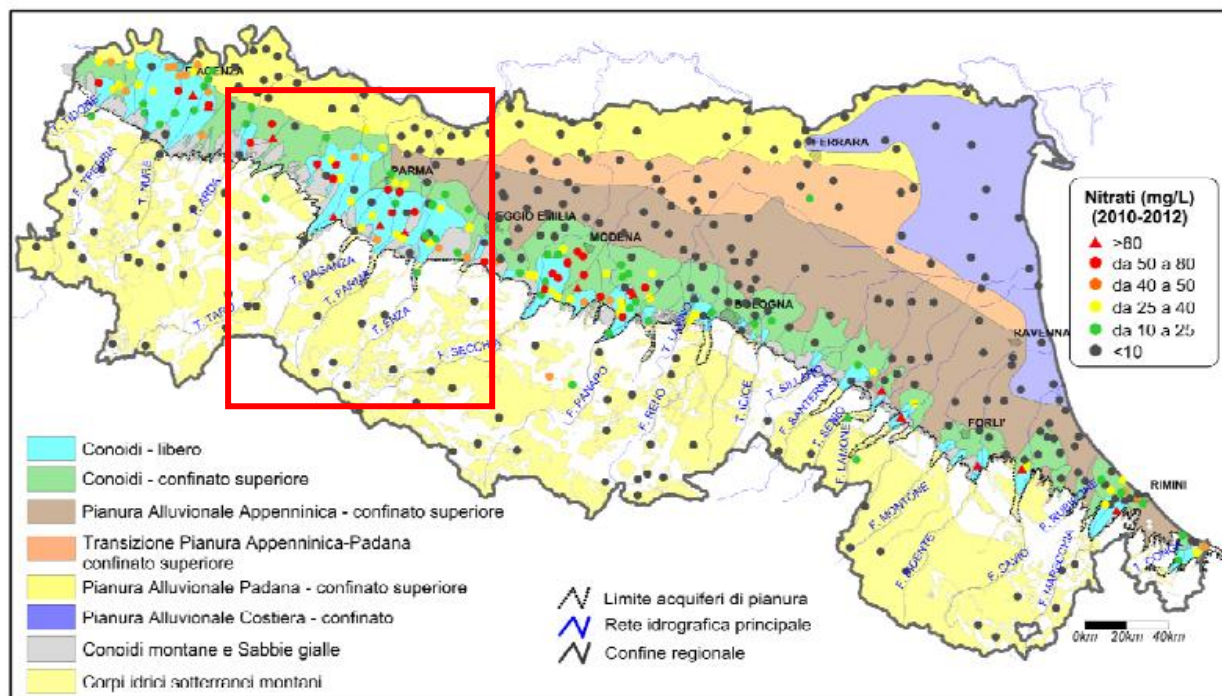 PARMA
REGGIO EMILIA
MODENA
BOLOGNA
FERRARA
RAVENNA
FORLI'
RIMINI
F. TREBBIA
T. NURE
T. ARDA
T. TARO
T. BAGANZA
T. PARMA
T. ENZA
F. SECCHIA
F. PANARO
F. RENO
T. IDICE
T. SILLARO
F. SANTERNO
T. SENIO
F. LAMONE
F. MONTONE
F. SAVIO
F. RUBICONE
F. MARECCHIA
T. CONCA
Nitrati (mg/L)
(2010-2012)
>80
da 50 a 80
da 40 a 50
da 25 a 40
da 10 a 25
<10
Conoidi - libero
Conoidi - confinato superiore
Pianura Alluvionale Appenninica - confinato superiore
Transizione Pianura Appenninica-Padana
confinato superiore
Pianura Alluvionale Padana - confinato superiore
Pianura Alluvionale Costiera - confinato
Conoidi montane e Sabbie gialle
Corpi idrici sotterranei montani
Limite acquiferi di pianura
Rete idrografica principale
Confine regionale
0km 20km 40km